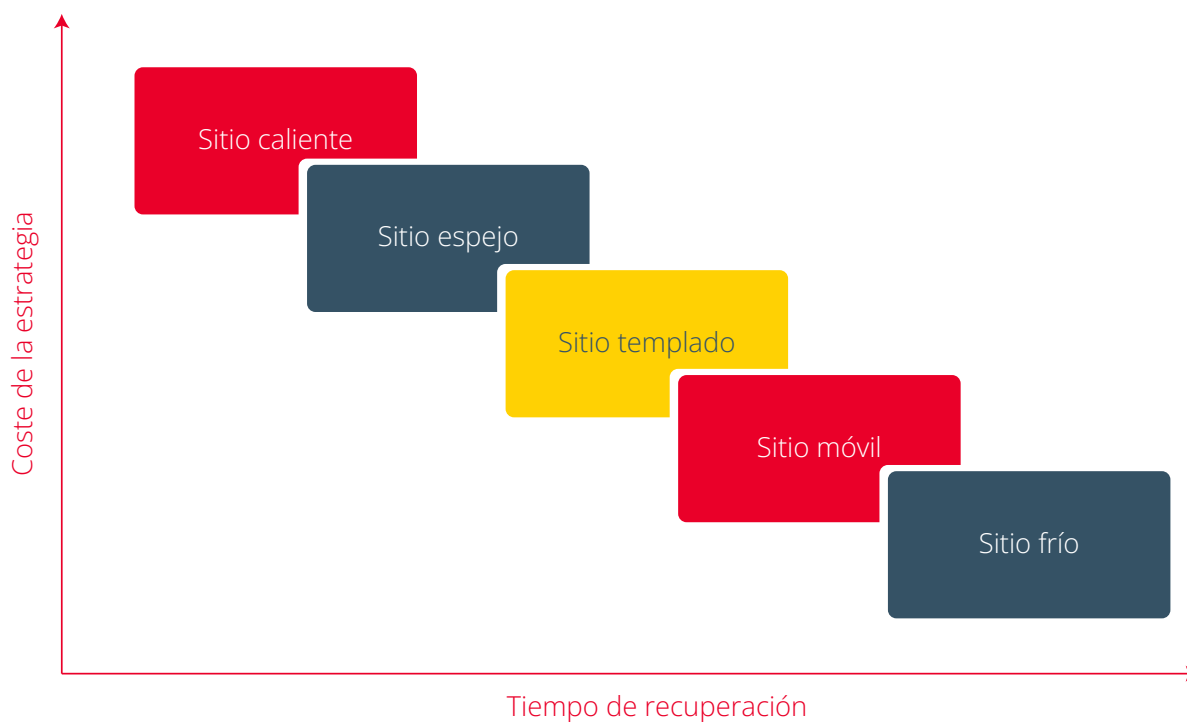 Sitio caliente
Sitio espejo
Sitio templado
Sitio móvil
Sitio frío
Coste de la estrategia
Tiempo de recuperación